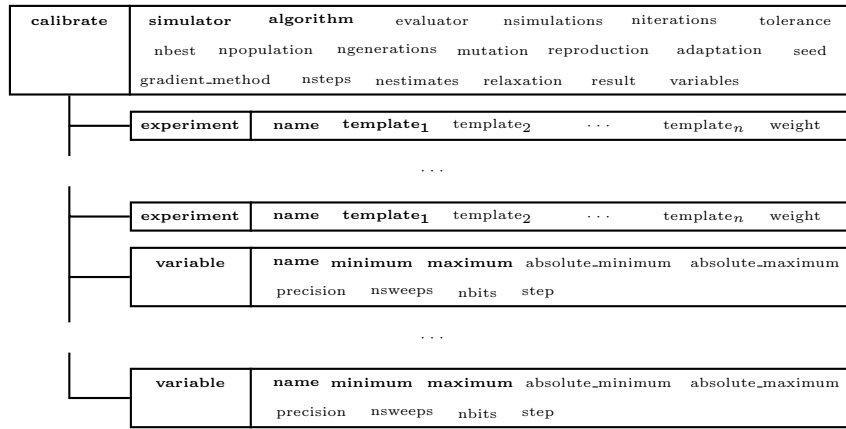 calibrate simulator algorithm evaluator nsimulations niterations tolerance
nbest npopulation ngenerations mutation reproduction adaptation seed
gradient_method nsteps nestimates relaxation result variables
experiment name template₁ template₂ ... templateₙ weight
...
experiment name template₁ template₂ ... templateₙ weight
variable name minimum maximum absolute_minimum absolute_maximum
precision nsweeps nbits step
...
variable name minimum maximum absolute_minimum absolute_maximum
precision nsweeps nbits step